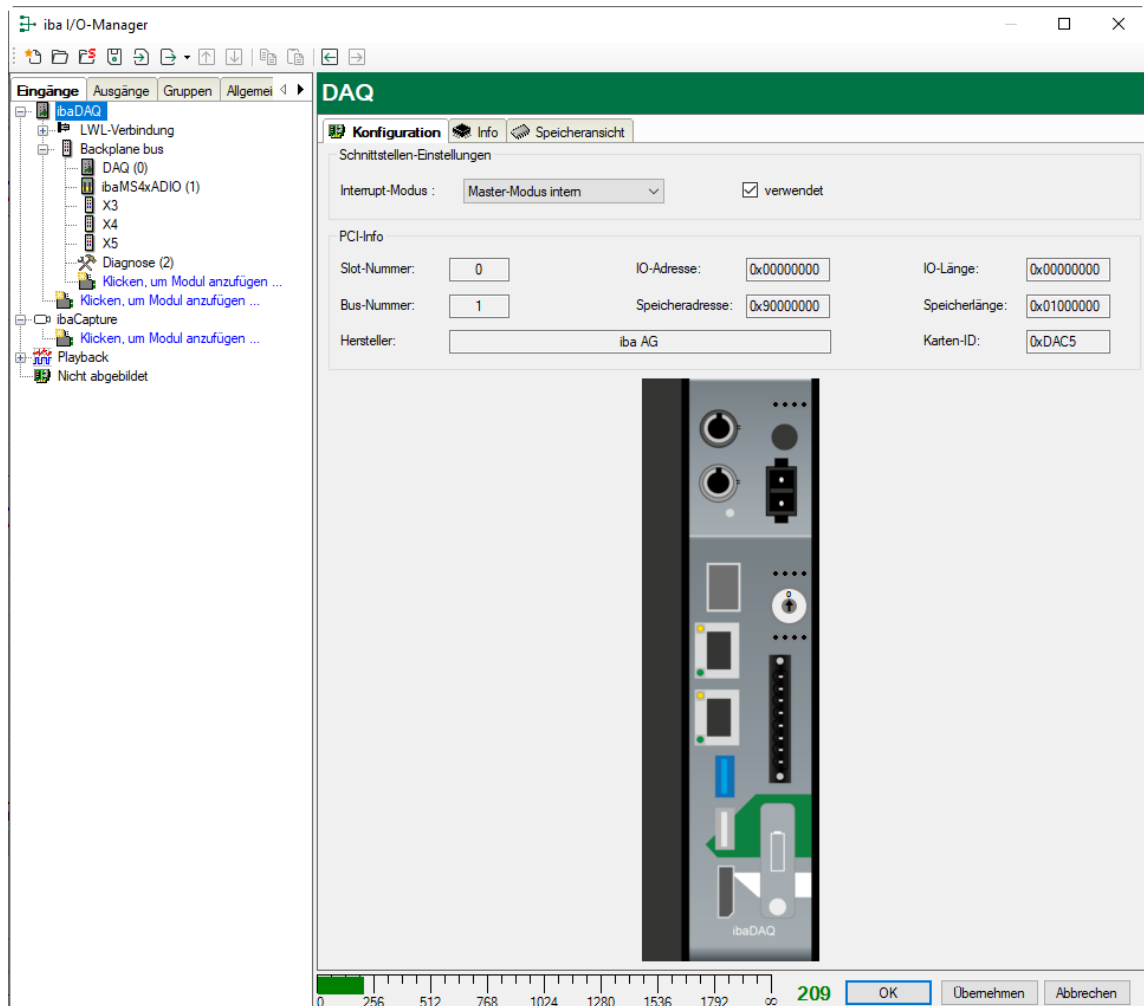 iba I/O-Manager
Eingänge Ausgänge Gruppen Allgemei
ibaDAQ
LWL-Verbindung
Backplane bus
DAQ (0)
ibaMS4xADIO (1)
X3
X4
X5
Diagnose (2)
Klicken, um Modul anzufügen ...
Klicken, um Modul anzufügen ...
ibaCapture
Klicken, um Modul anzufügen ...
Playback
Nicht abgebildet
DAQ
Konfiguration Info Speicheransicht
Schnittstellen-Einstellungen
Interrupt-Modus : Master-Modus intern verwendet
PCI-Info
Slot-Nummer: 0 IO-Adresse: 0x00000000 IO-Länge: 0x00000000
Bus-Nummer: 1 Speicheradresse: 0x90000000 Speicherlänge: 0x01000000
Hersteller: iba AG Karten-ID: 0xDAC5
0
ibaDAQ
0 256 512 768 1024 1280 1536 1792 ∞ 209 OK Übernehmen Abbrechen